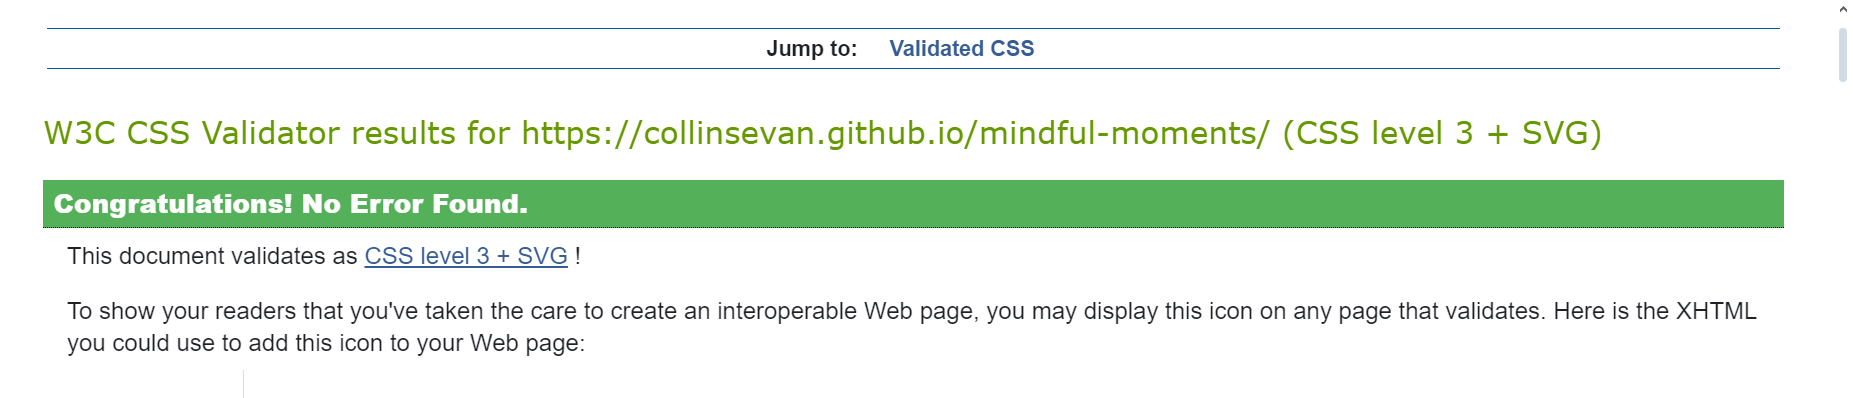 Jump to: Validated CSS
W3C CSS Validator results for https://collinsevan.github.io/mindful-moments/ (CSS level 3 + SVG)
Congratulations! No Error Found.
This document validates as CSS level 3 + SVG !
To show your readers that you've taken the care to create an interoperable Web page, you may display this icon on any page that validates. Here is the XHTML
you could use to add this icon to your Web page: